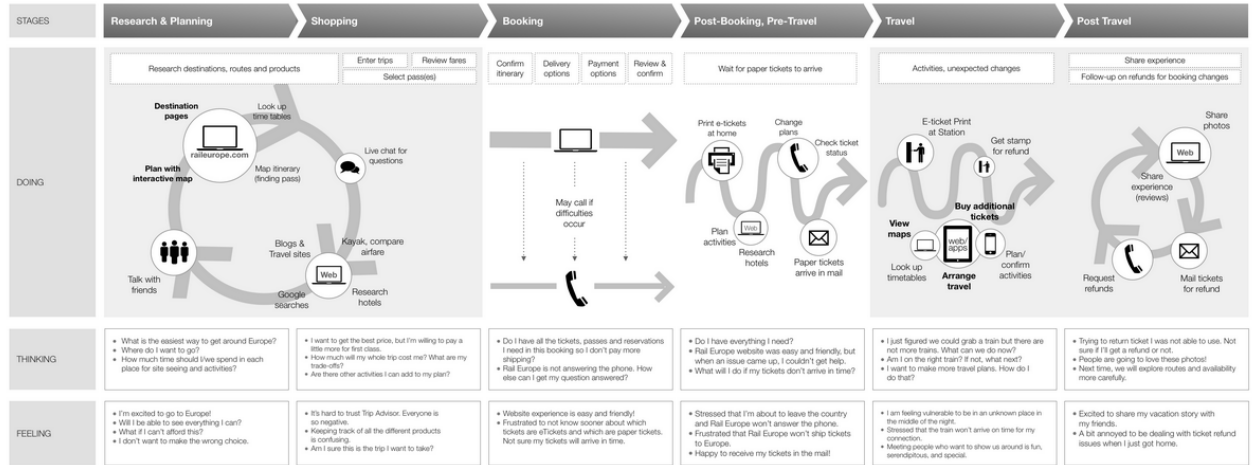 STAGES
Research & Planning
Shopping
Booking
Post-Booking, Pre-Travel
Travel
Post Travel
DOING
Research destinations, routes and products
Enter trips
Review fares
Select pass(es)
Destination
pages
Look up
time tables
raileurope.com
Plan with
interactive map
Map itinerary
(finding pass)
Live chat for
questions
Talk with
friends
Blogs &
Travel sites
Kayak, compare
airfare
Web
Google
searches
Research
hotels
Confirm
itinerary
Delivery
options
Payment
options
Review &
confirm
May call if
difficulties
occur
Wait for paper tickets to arrive
Print e-tickets
at home
Change
plans
Check ticket
status
Plan
activities
Web
Research
hotels
Paper tickets
arrive in mail
Activities, unexpected changes
E-ticket Print
at Station
Get stamp
for refund
Buy additional
tickets
View
maps
web/
apps
Look up
timetables
Plan/
confirm
activities
Arrange
travel
Share experience
Follow-up on refunds for booking changes
Share
photos
Web
Share
experience
(reviews)
Request
refunds
Mail tickets
for refund
THINKING
• What is the easiest way to get around Europe?
• Where do I want to go?
• How much time should I/we spend in each
place for site seeing and activities?
• I want to get the best price, but I'm willing to pay a
little more for first class.
• How much will my whole trip cost me? What are my
trade-offs?
• Are there other activities I can add to my plan?
• Do I have all the tickets, passes and reservations
I need in this booking so I don't pay more
shipping?
• Rail Europe is not answering the phone. How
else can I get my question answered?
• Do I have everything I need?
• Rail Europe website was easy and friendly, but
when an issue came up, I couldn't get help.
• What will I do if my tickets don't arrive in time?
• I just figured we could grab a train but there are
not more trains. What can we do now?
• Am I on the right train? If not, what next?
• I want to make more travel plans. How do I
do that?
• Trying to return ticket I was not able to use. Not
sure if I'll get a refund or not.
• People are going to love these photos!
• Next time, we will explore routes and availability
more carefully.
FEELING
• I'm excited to go to Europe!
• Will I be able to see everything I can?
• What if I can't afford this?
• I don't want to make the wrong choice.
• It's hard to trust Trip Advisor. Everyone is
so negative.
• Keeping track of all the different products
is confusing.
• Am I sure this is the trip I want to take?
• Website experience is easy and friendly!
• Frustrated to not know sooner about which
tickets are eTickets and which are paper tickets.
Not sure my tickets will arrive in time.
• Stressed that I'm about to leave the country
and Rail Europe won't answer the phone.
• Frustrated that Rail Europe won't ship tickets
to Europe.
• Happy to receive my tickets in the mail!
• I am feeling vulnerable to be in an unknown place in
the middle of the night.
• Stressed that the train won't arrive on time for my
connection.
• Meeting people who want to show us around is fun,
serendipitous, and special.
• Excited to share my vacation story with
my friends.
• A bit annoyed to be dealing with ticket refund
issues when I just got home.